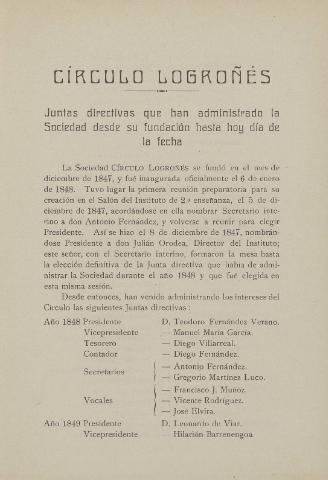 CÍRCULO LOGROÑÉS
Juntas directivas que han administrado la
Sociedad desde su fundación hasta hoy día de
la fecha
La Sociedad CÍRCULO LOGROÑÉS se fundó en el mes de
diciembre de 1847, y fué inaugurada oficialmente el 6 de enero
de 1848. Tuvo lugar la primera reunión preparatoria para su
creación en el Salón del Instituto de 2.ª enseñanza, el 5 de di-
ciembre de 1847, acordándose en ella nombrar Secretario inte-
rino a don Antonio Fernández, y volverse a reunir para elegir
Presidente. Así se hizo el 8 de diciembre de 1847, nombrán-
dose Presidente a don Julián Orodea, Director del Instituto;
este señor, con el Secretario interino, formaron la mesa hasta
la elección definitiva de la Junta directiva que había de admi-
nistrar la Sociedad durante el año 1848 y que fué elegida en
esta misma sesión.
Desde entonces, han venido administrando los intereses del
Círculo las siguientes Juntas directivas:
Año 1848 Presidente D. Teodoro Fernández Verano.
Vicepresidente — Manuel María García.
Tesorero — Diego Villarreal.
Contador — Diego Fernández.
Secretarios — Antonio Fernández.
— Gregorio Martínez Luco.
Vocales — Francisco J. Muñoz.
— Vicente Rodríguez.
— José Elvira.
Año 1849 Presidente D. Leonardo de Viar.
Vicepresidente — Hilarión Barrenengoa.